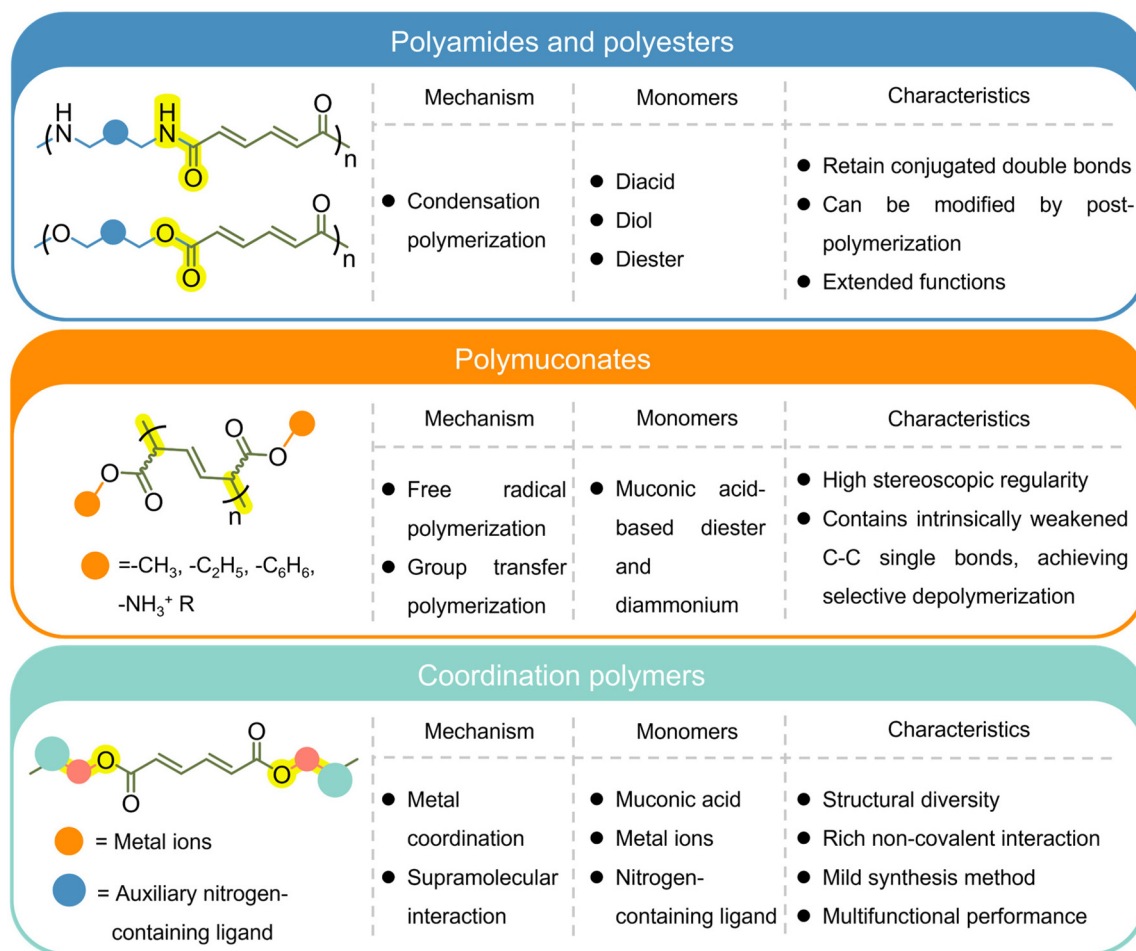 Polyamides and polyesters
H
N
H
N
O
O
n
O
O
O
O
n
Mechanism
Monomers
Characteristics
● Condensation
polymerization
● Diacid
● Diol
● Diester
● Retain conjugated double bonds
● Can be modified by post-
polymerization
● Extended functions
Polymuconates
O
O
O
O
n
=-CH₃, -C₂H₅, -C₆H₆,
-NH₃⁺ R
Mechanism
Monomers
Characteristics
● Free radical
polymerization
● Group transfer
polymerization
● Muconic acid-
based diester
and
diammonium
● High stereoscopic regularity
● Contains intrinsically weakened
C-C single bonds, achieving
selective depolymerization
Coordination polymers
O
O
O
O
= Metal ions
= Auxiliary nitrogen-
containing ligand
Mechanism
Monomers
Characteristics
● Metal
coordination
● Supramolecular
interaction
● Muconic acid
● Metal ions
● Nitrogen-
containing ligand
● Structural diversity
● Rich non-covalent interaction
● Mild synthesis method
● Multifunctional performance